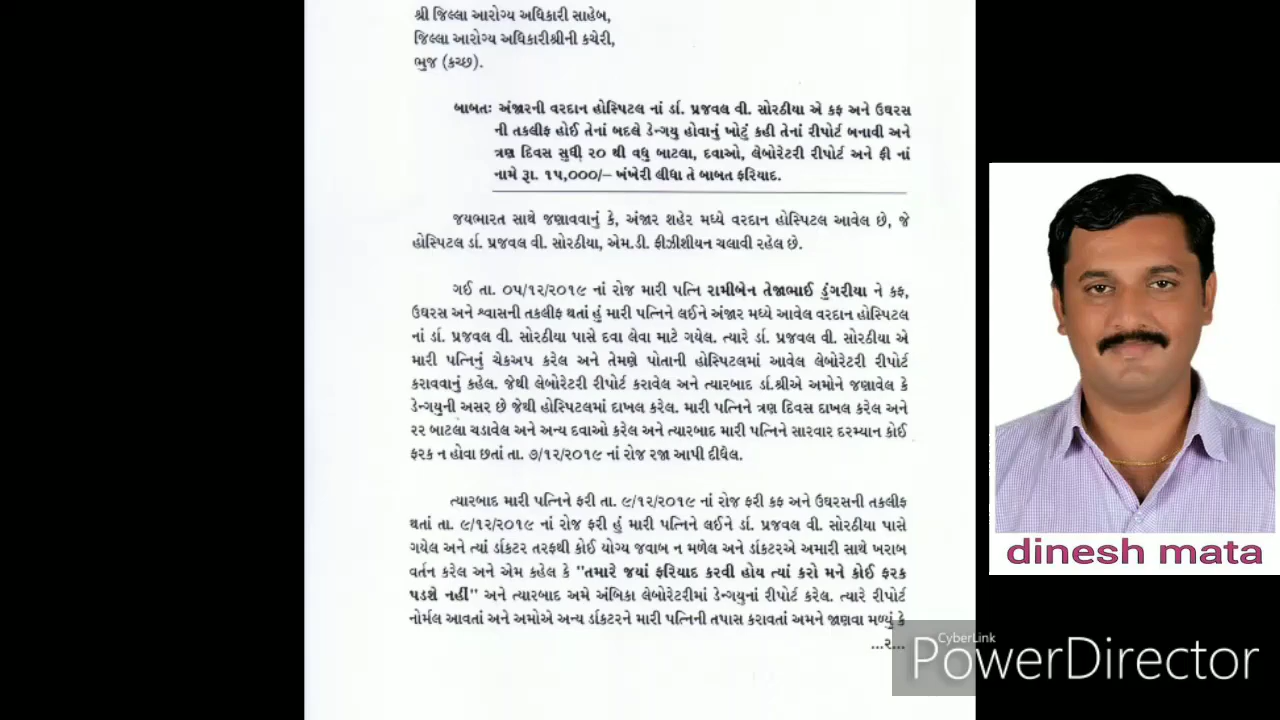 શ્રી જિલ્લા આરોગ્ય અધિકારી સાહેબ,
જિલ્લા આરોગ્ય અધિકારીશ્રીની કચેરી,
ભુજ (કચ્છ).
બાબતઃ અંજારની વરદાન હોસ્પિટલ નાં ર્ડા. પ્રજવલ વી. સોરઠીયા એ કફ અને ઉધરસ
ની તકલીફ હોઈ તેનાં બદલે ડેન્ગયુ હોવાનું ખોટું કહી તેનાં રીપોર્ટ બનાવી અને
ત્રણ દિવસ સુધી ૨૦ થી વધુ બાટલા, દવાઓ, લેબોરેટરી રીપોર્ટ અને ફી નાં
નામે રૂા. ૧૫,૦૦૦/– ખંખેરી લીધા તે બાબત ફરિયાદ.
જયભારત સાથે જણાવવાનું કે, અંજાર શહેર મધ્યે વરદાન હોસ્પિટલ આવેલ છે, જે
હોસ્પિટલ ર્ડા. પ્રજવલ વી. સોરઠીયા, એમ.ડી. ફીઝીશીયન ચલાવી રહેલ છે.
ગઈ તા. ૦૫/૧૨/૨૦૧૯ નાં રોજ મારી પત્નિ રામીબેન તેજાભાઈ ડુંગરીયા ને કફ,
ઉધરસ અને શ્વાસની તકલીફ થતાં હું મારી પત્નિને લઈને અંજાર મધ્યે આવેલ વરદાન હોસ્પિટલ
નાં ર્ડા. પ્રજવલ વી. સોરઠીયા પાસે દવા લેવા માટે ગયેલ. ત્યારે ર્ડા. પ્રજવલ વી. સોરઠીયા એ
મારી પત્નિનું ચેકઅપ કરેલ અને તેમણે પોતાની હોસ્પિટલમાં આવેલ લેબોરેટરી રીપોર્ટ
કરાવવાનું કહેલ. જેથી લેબોરેટરી રીપોર્ટ કરાવેલ અને ત્યારબાદ ર્ડા.શ્રીએ અમોને જણાવેલ કે
ડેન્ગયુની અસર છે જેથી હોસ્પિટલમાં દાખલ કરેલ. મારી પત્નિને ત્રણ દિવસ દાખલ કરેલ અને
૨૨ બાટલા ચડાવેલ અને અન્ય દવાઓ કરેલ અને ત્યારબાદ મારી પત્નિને સારવાર દરમ્યાન કોઈ
ફરક ન હોવા છતાં તા. ૭/૧૨/૨૦૧૯ નાં રોજ રજા આપી દીધેલ.
ત્યારબાદ મારી પત્નિને ફરી તા. ૯/૧૨/૨૦૧૯ નાં રોજ ફરી કફ અને ઉધરસની તકલીફ
થતાં તા. ૯/૧૨/૨૦૧૯ નાં રોજ ફરી હું મારી પત્નિને લઈને ર્ડા. પ્રજવલ વી. સોરઠીયા પાસે
ગયેલ અને ત્યાં ર્ડાકટર તરફથી કોઈ યોગ્ય જવાબ ન મળેલ અને ર્ડાકટરએ અમારી સાથે ખરાબ
વર્તન કરેલ અને એમ કહેલ કે "તમારે જયાં ફરિયાદ કરવી હોય ત્યાં કરો મને કોઈ ફરક
પડશે નહીં" અને ત્યારબાદ અમે અંબિકા લેબોરેટરીમાં ડેન્ગયુનાં રીપોર્ટ કરેલ. ત્યારે રીપોર્ટ
નોર્મલ આવતાં અને અમોએ અન્ય ર્ડાકટરને મારી પત્નિની તપાસ કરાવતાં અમને જાણવા મળ્યું કે
...૨...
dinesh mata
CyberLink
PowerDirector